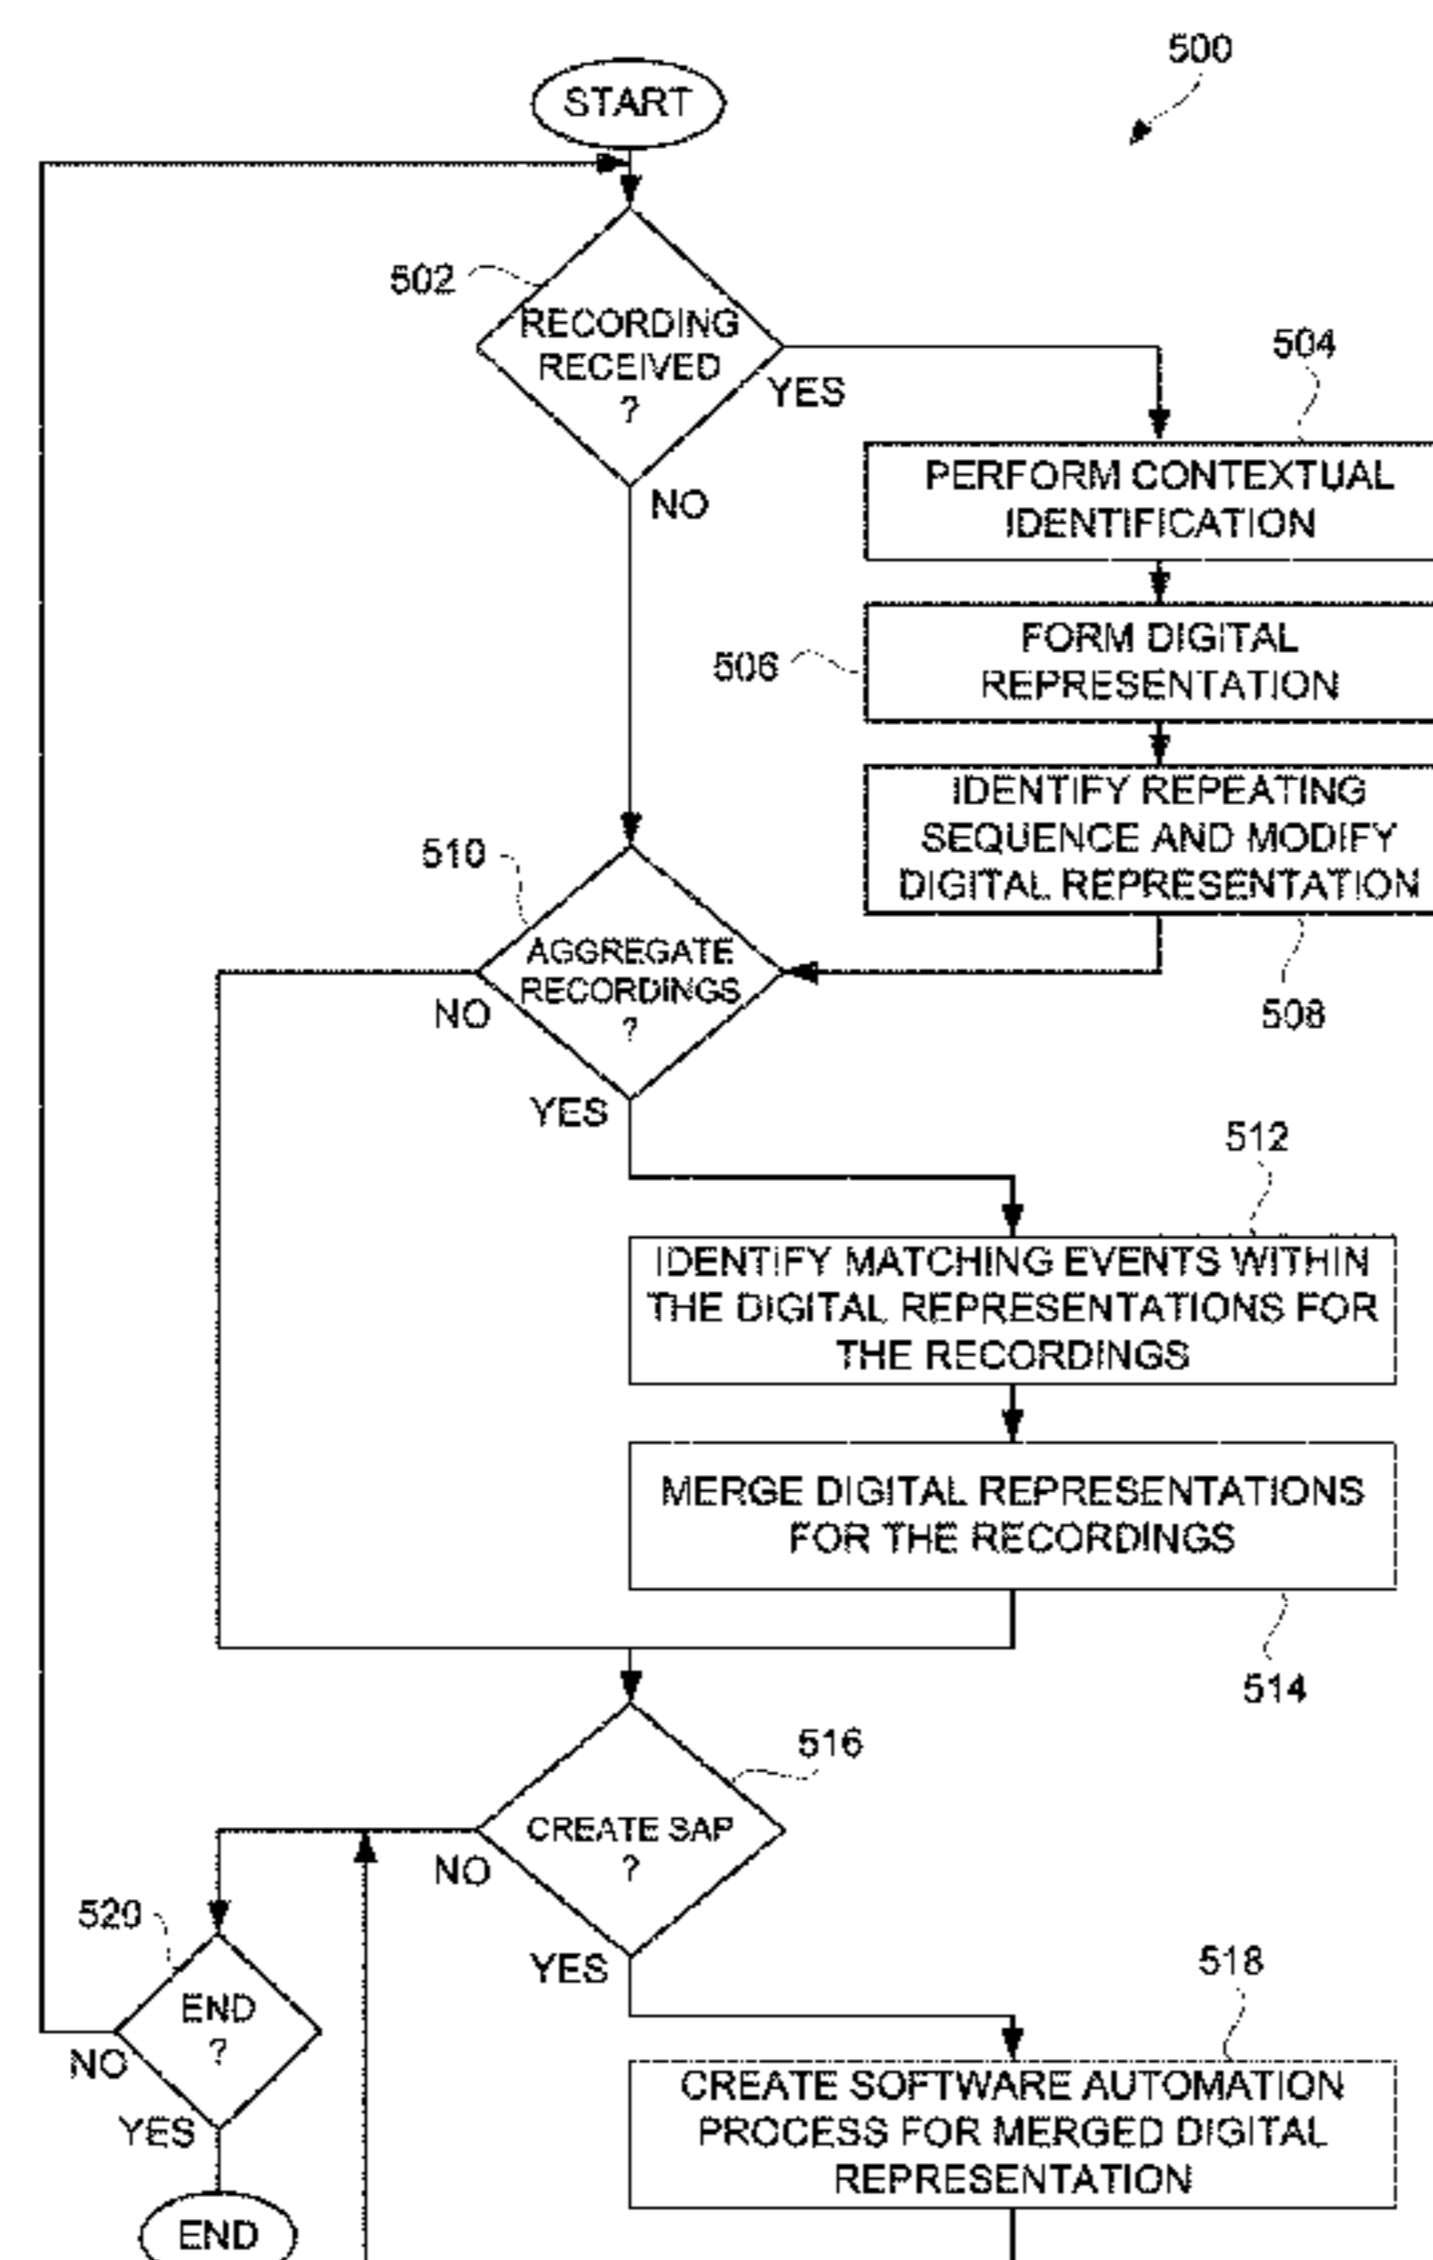 500
START
502
RECORDING
RECEIVED
?
YES
NO
504
PERFORM CONTEXTUAL
IDENTIFICATION
506
FORM DIGITAL
REPRESENTATION
IDENTIFY REPEATING
SEQUENCE AND MODIFY
DIGITAL REPRESENTATION
508
510
AGGREGATE
RECORDINGS
?
NO
YES
512
IDENTIFY MATCHING EVENTS WITHIN
THE DIGITAL REPRESENTATIONS FOR
THE RECORDINGS
MERGE DIGITAL REPRESENTATIONS
FOR THE RECORDINGS
514
516
CREATE SAP
?
NO
YES
518
CREATE SOFTWARE AUTOMATION
PROCESS FOR MERGED DIGITAL
REPRESENTATION
520
END
?
NO
YES
END